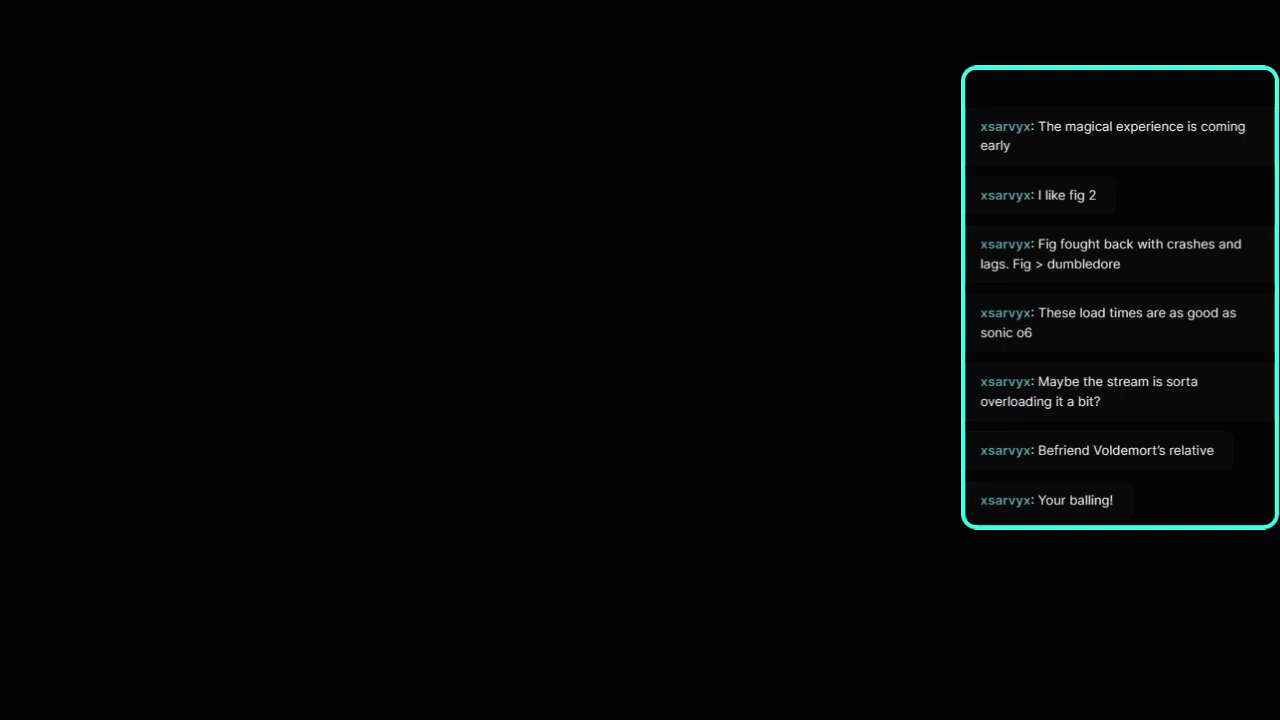 xsarvyx: The magical experience is coming
early
xsarvyx: I like fig 2
xsarvyx: Fig fought back with crashes and
lags. Fig > dumbledore
xsarvyx: These load times are as good as
sonic o6
xsarvyx: Maybe the stream is sorta
overloading it a bit?
xsarvyx: Befriend Voldemort’s relative
xsarvyx: Your balling!